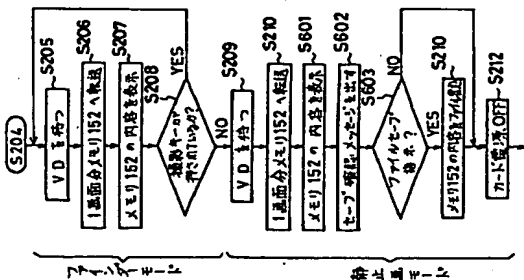 S204
VDを待つ
S205
1画面分メモリ152へ転送
S206
メモリ152の内容を表示
S207
押されているのか?
S208
YES
NO
VDを待つ
S209
1画面分メモリ152へ転送
S210
メモリ152の内容を表示
S601
セーブ確認メッセージを出す
S602
ファイルセーブ
指示?
S603
NO
YES
メモリ152の内容をファイル
S210
カード電源OFF
S212
ファインダーモード
静止画モード